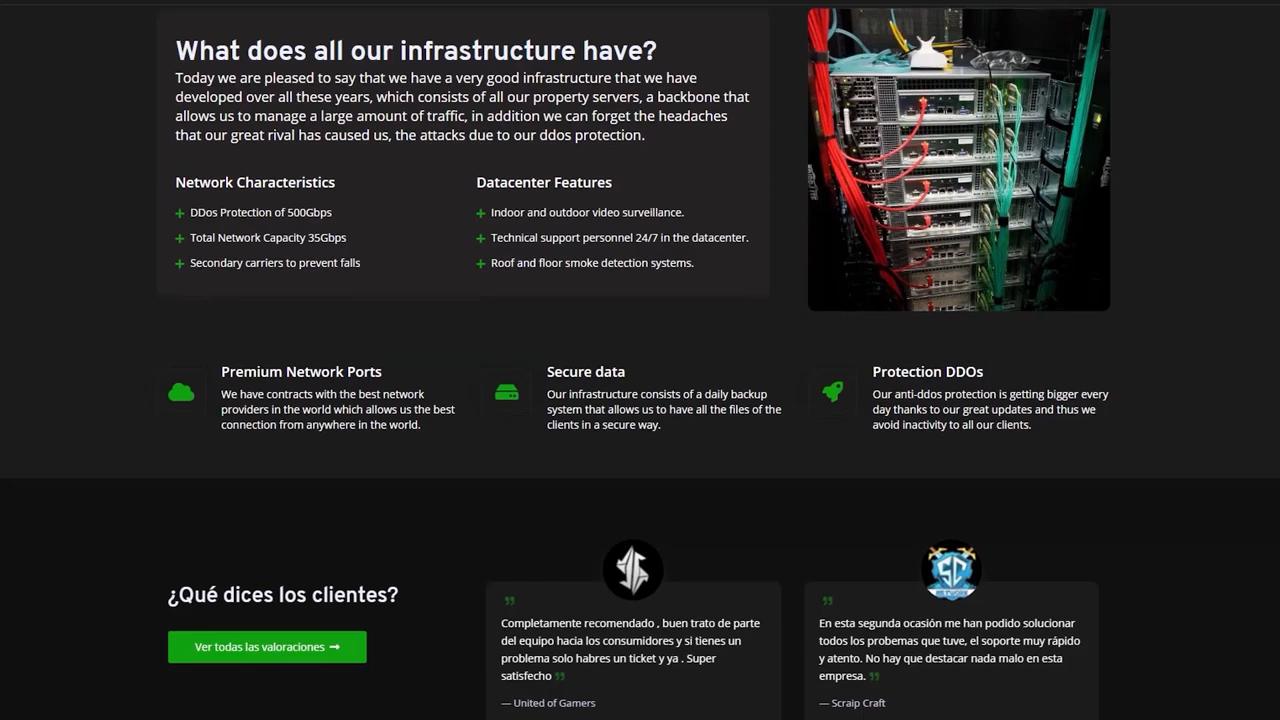 What does all our infrastructure have?
Today we are pleased to say that we have a very good infrastructure that we have
developed over all these years, which consists of all our property servers, a backbone that
allows us to manage a large amount of traffic, in addition we can forget the headaches
that our great rival has caused us, the attacks due to our ddos protection.
Network Characteristics
DDos Protection of 500Gbps
Total Network Capacity 35Gbps
Secondary carriers to prevent falls
Datacenter Features
Indoor and outdoor video surveillance.
Technical support personnel 24/7 in the datacenter.
Roof and floor smoke detection systems.
Premium Network Ports
We have contracts with the best network
providers in the world which allows us the best
connection from anywhere in the world.
Secure data
Our infrastructure consists of a daily backup
system that allows us to have all the files of the
clients in a secure way.
Protection DDOs
Our anti-ddos protection is getting bigger every
day thanks to our great updates and thus we
avoid inactivity to all our clients.
¿Qué dices los clientes?
Ver todas las valoraciones →
Completamente recomendado , buen trato de parte
del equipo hacia los consumidores y si tienes un
problema solo habres un ticket y ya . Super
satisfecho
— United of Gamers
SC
NETWORK
En esta segunda ocasión me han podido solucionar
todos los probemas que tuve, el soporte muy rápido
y atento. No hay que destacar nada malo en esta
empresa.
— Scraip Craft